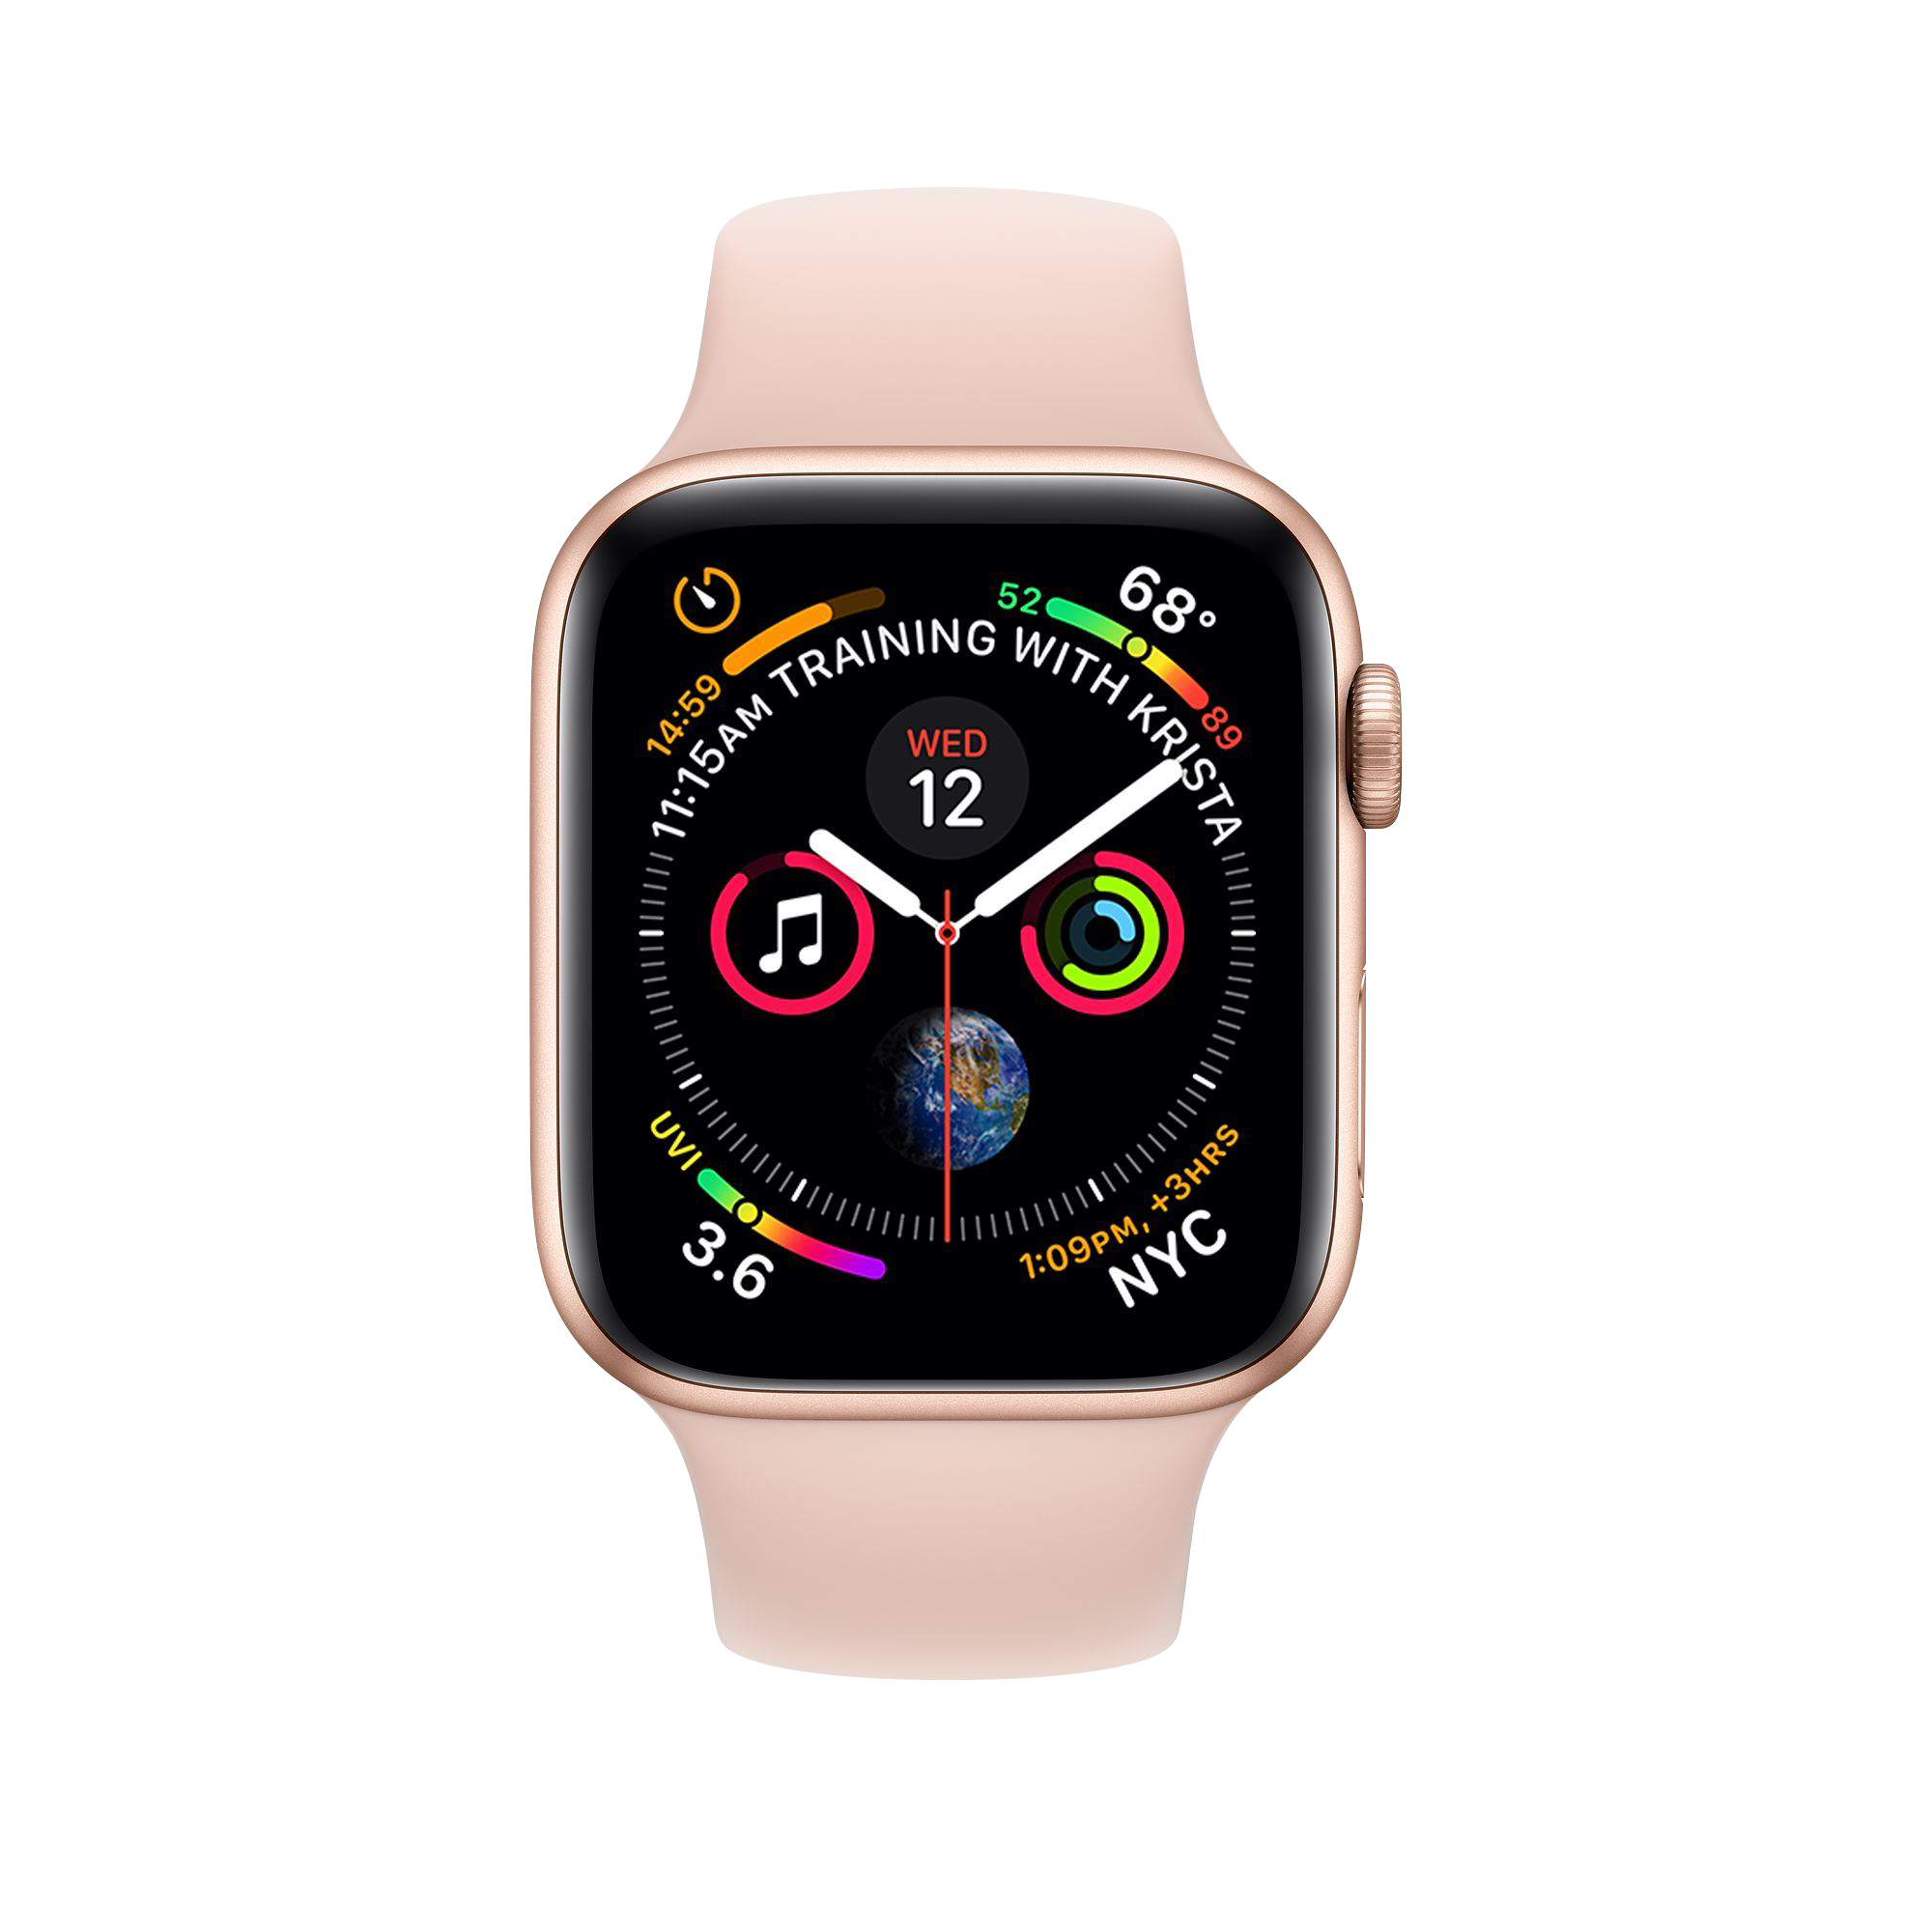 14:59
52
68°
89
11:15AM TRAINING WITH KRISTA
WED
12
UVI
3.6
1:09PM, +3HRS
NYC